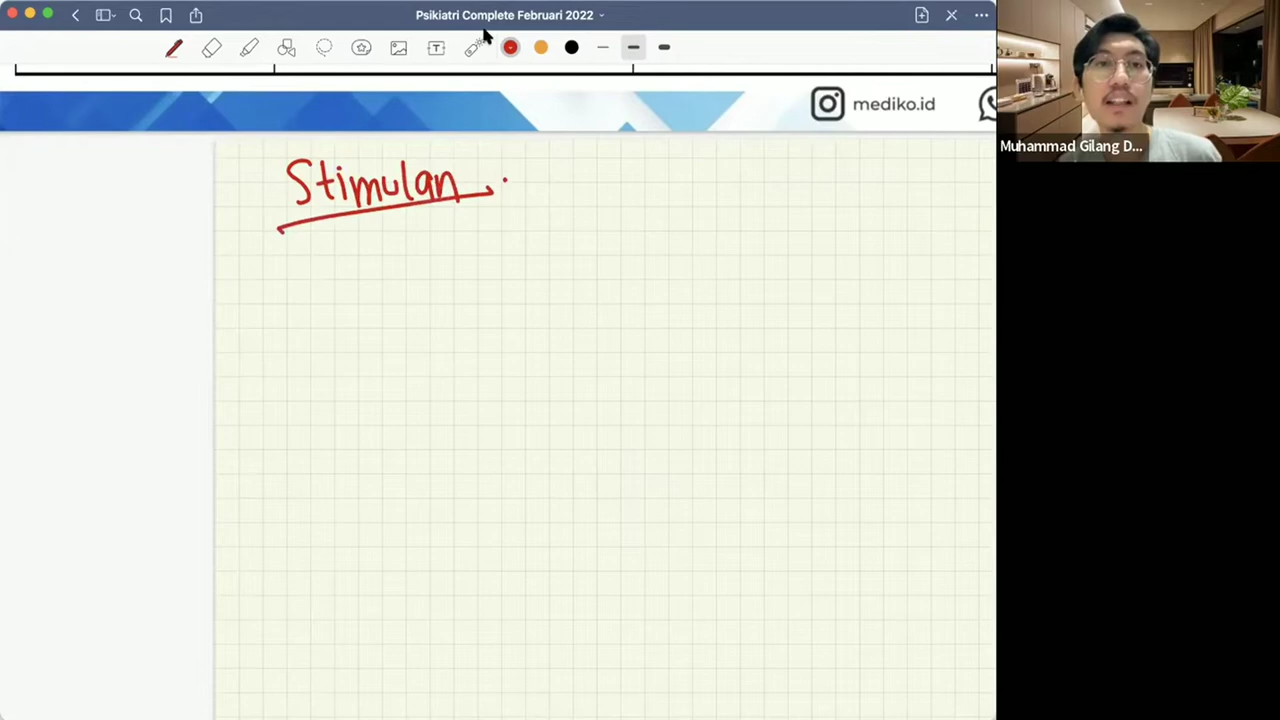 Psikiatri Complete Februari 2022
mediko.id
Stimulan
Muhammad Gilang D...